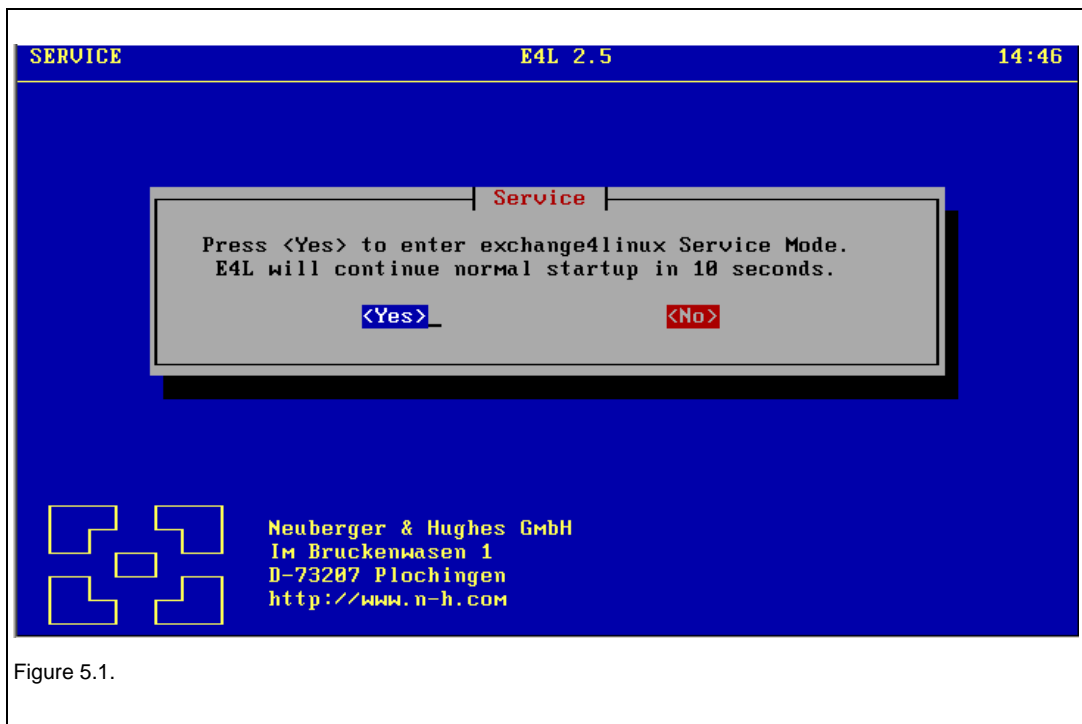 SERVICE E4L 2.5 14:46
Service
Press <Yes> to enter exchange4linux Service Mode.
E4L will continue normal startup in 10 seconds.
<Yes> <No>
Neuberger & Hughes GmbH
Im Bruckenwasen 1
D-73207 Plochingen
http://www.n-h.com
Figure 5.1.